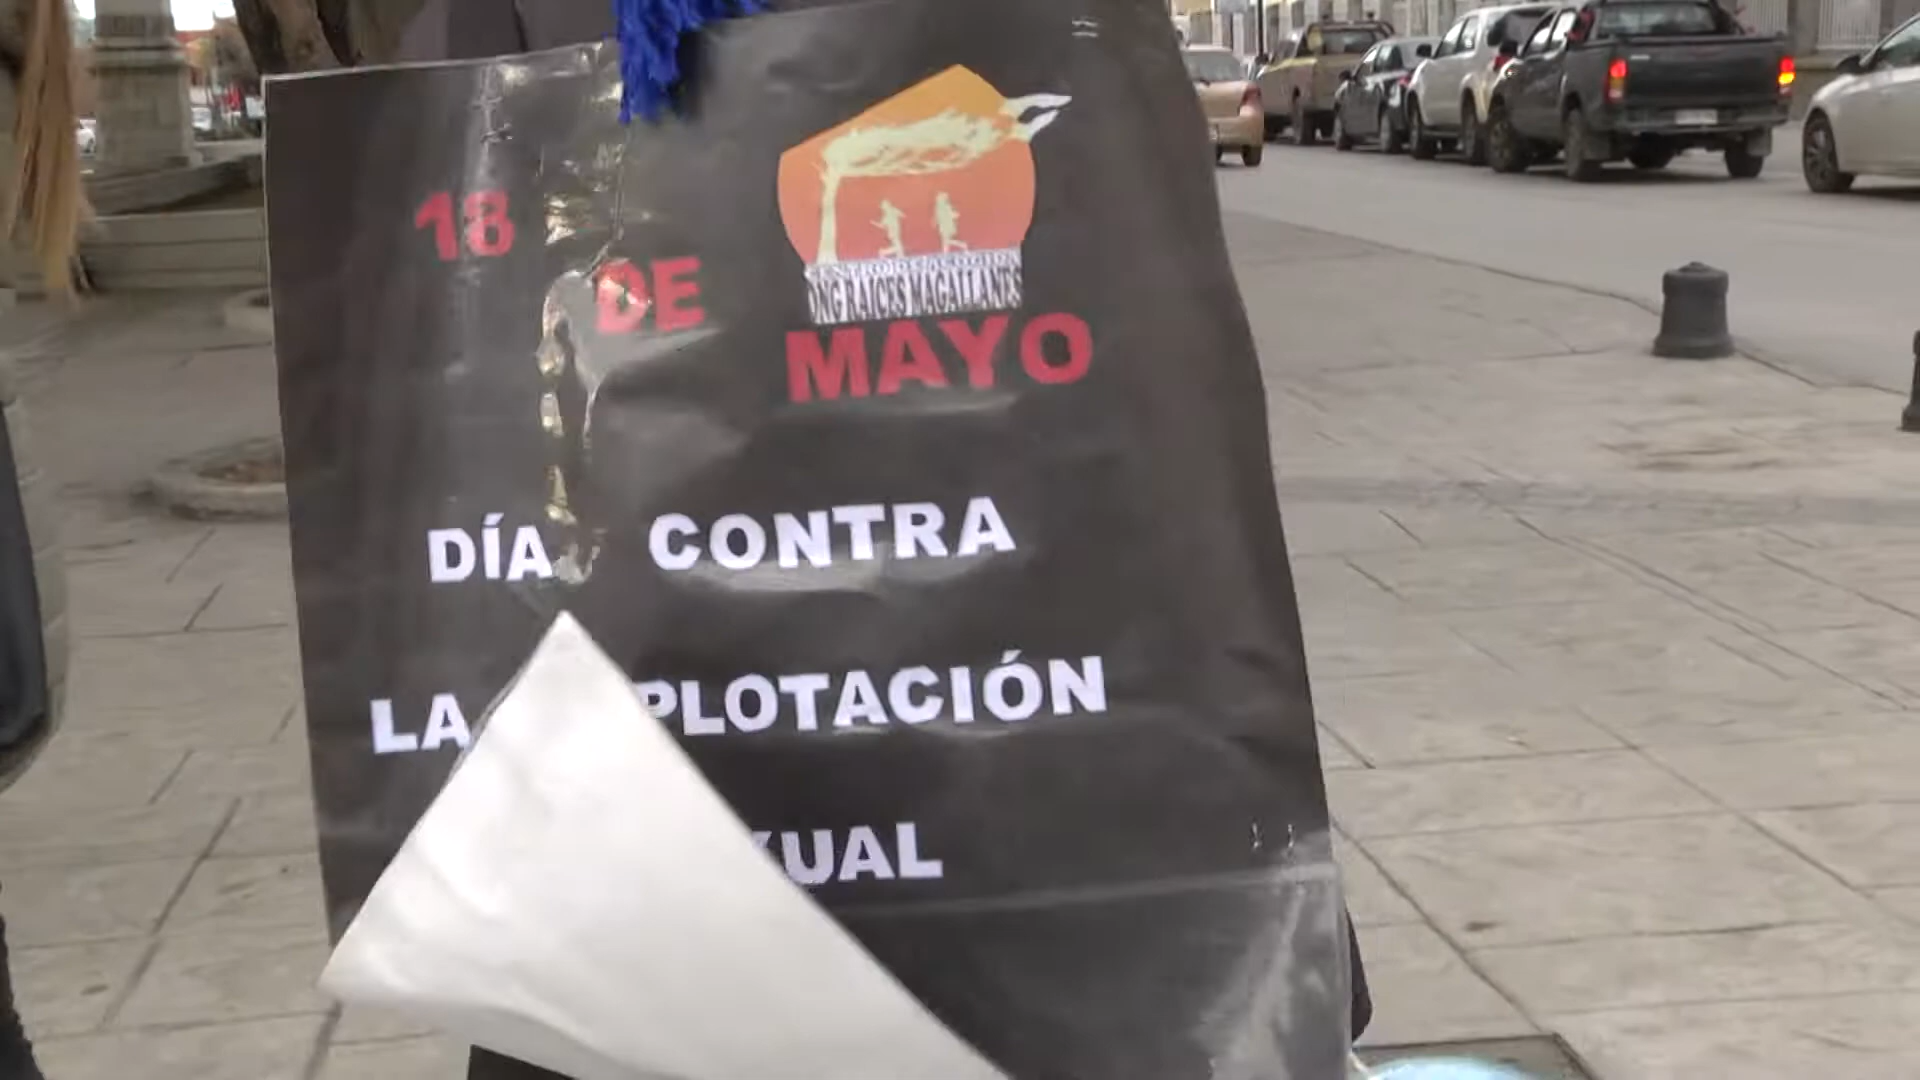 18
DE
MAYO
ONG RAICES MAGALLANES
DÍA CONTRA
LA PLOTACIÓN
XUAL